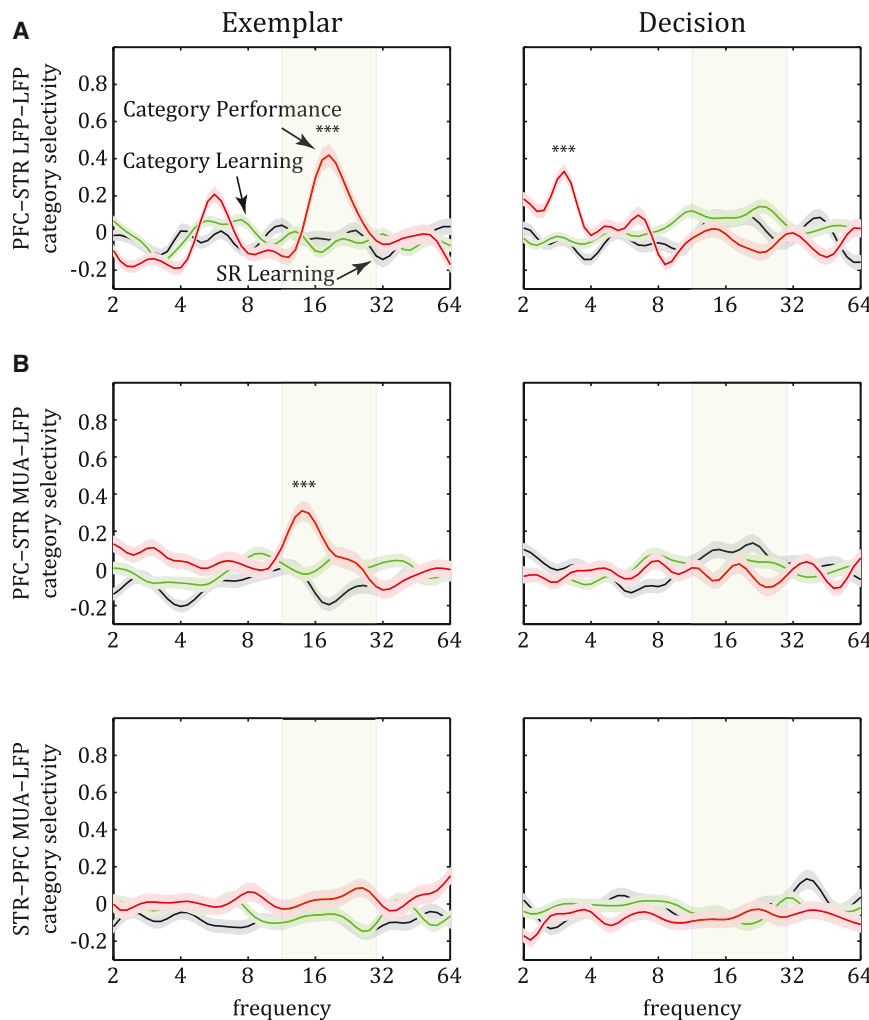 Exemplar
Decision
A
PFC–STR LFP–LFP
category selectivity
0.8
0.6
0.4
0.2
0
-0.2
Category Performance
***
Category Learning
SR Learning
2 4 8 16 32 64
***
2 4 8 16 32 64
B
PFC–STR MUA–LFP
category selectivity
0.8
0.6
0.4
0.2
0
-0.2
***
2 4 8 16 32 64
2 4 8 16 32 64
STR–PFC MUA–LFP
category selectivity
0.8
0.6
0.4
0.2
0
-0.2
2 4 8 16 32 64
frequency
2 4 8 16 32 64
frequency